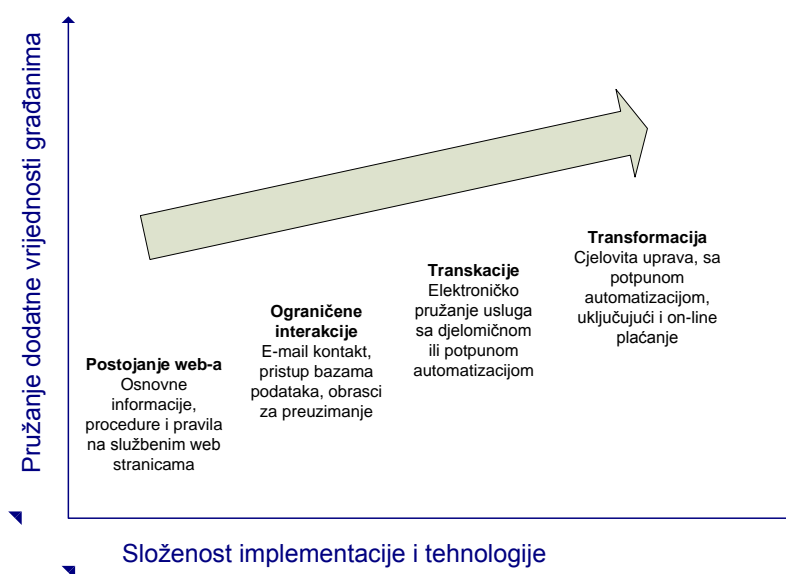 Pružanje dodatne vrijednosti građanima
Postojanje web-a
Osnovne
informacije,
procedure i pravila
na službenim web
stranicama
Ograničene
interakcije
E-mail kontakt,
pristup bazama
podataka, obrasci
za preuzimanje
Transkacije
Elektroničko
pružanje usluga
sa djelomičnom
ili potpunom
automatizacijom
Transformacija
Cjelovita uprava, sa
potpunom
automatizacijom,
uključujući i on-line
plaćanje
Složenost implementacije i tehnologije